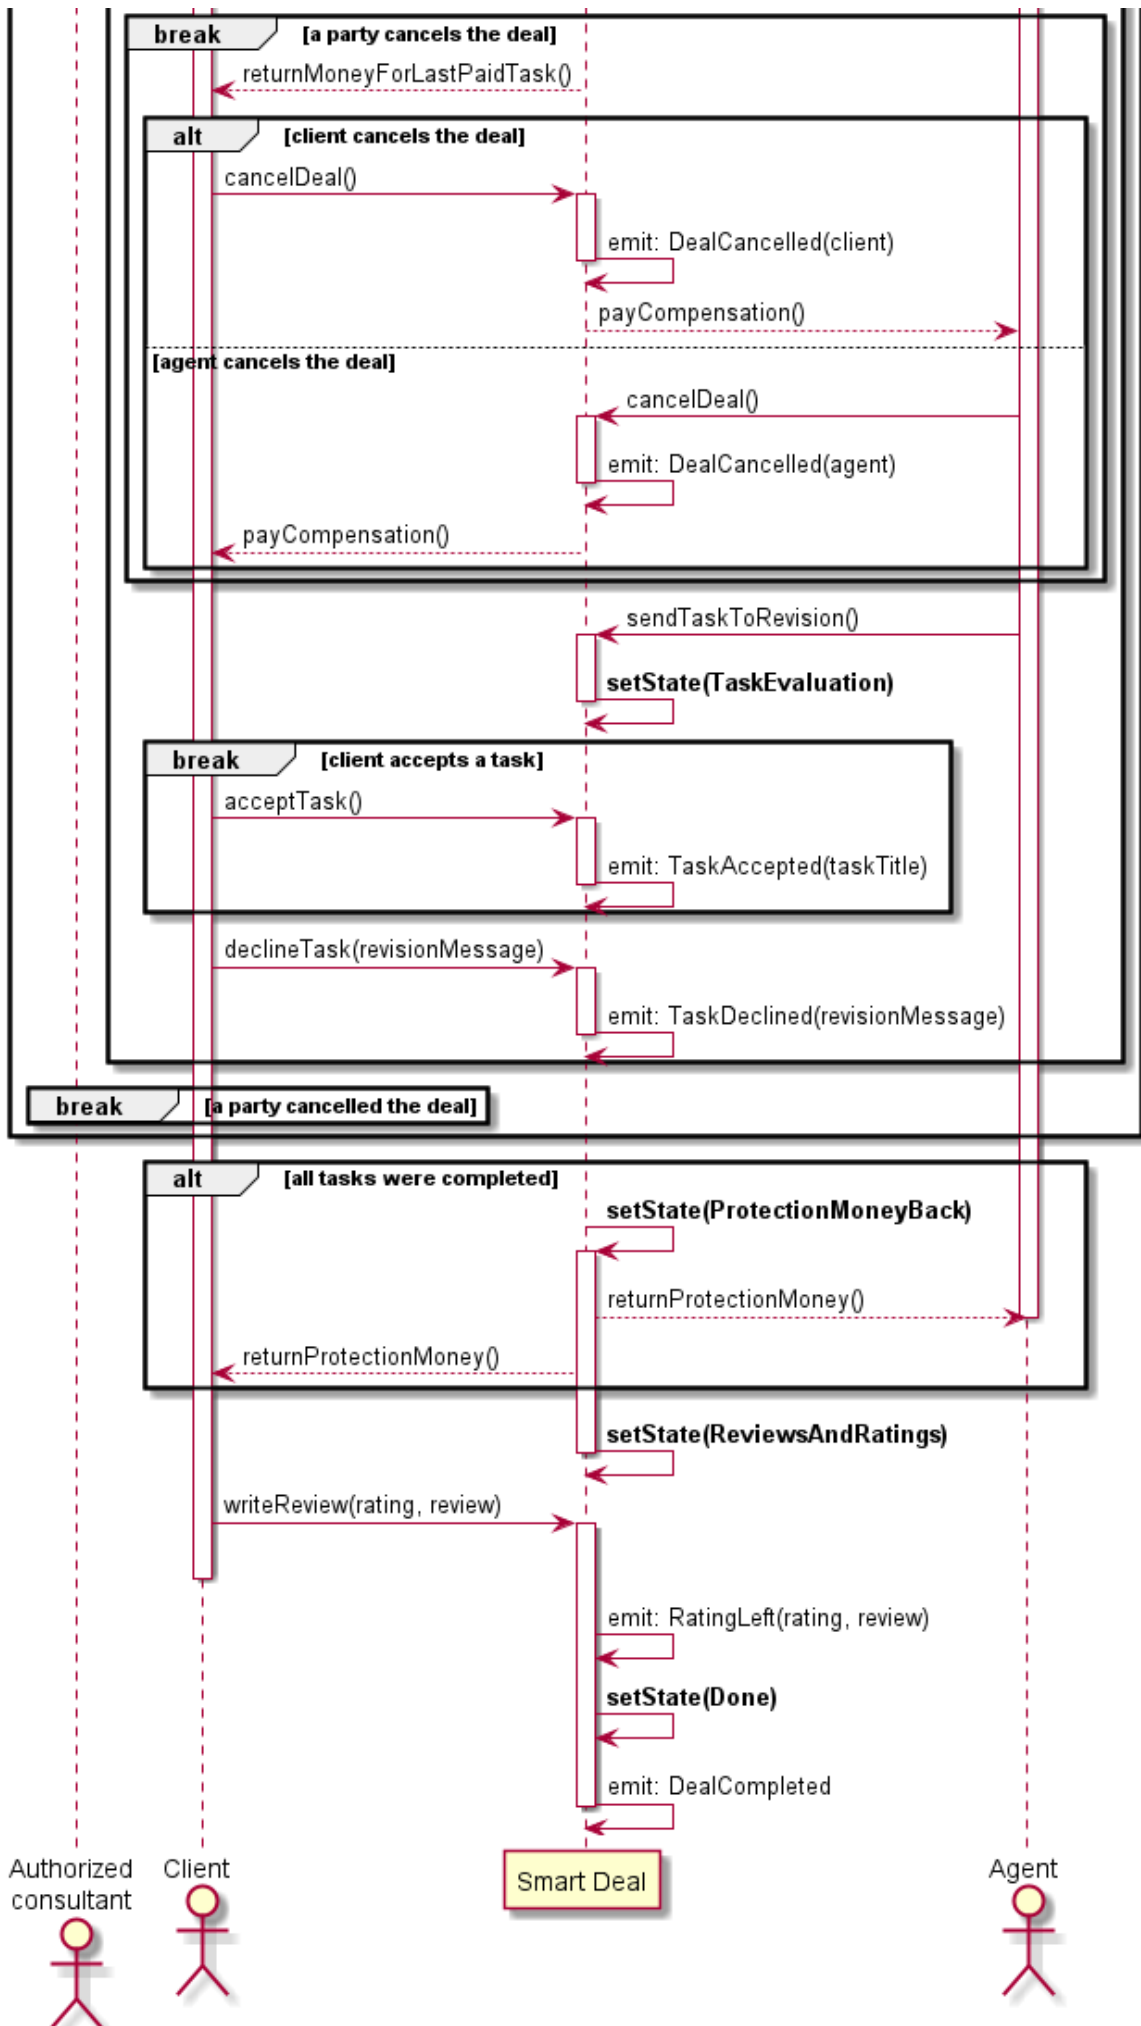 break [a party cancels the deal]
returnMoneyForLastPaidTask()
alt [client cancels the deal]
cancelDeal()
emit: DealCancelled(client)
payCompensation()
[agent cancels the deal]
cancelDeal()
emit: DealCancelled(agent)
payCompensation()
sendTaskToRevision()
setState(TaskEvaluation)
break [client accepts a task]
acceptTask()
emit: TaskAccepted(taskTitle)
declineTask(revisionMessage)
emit: TaskDeclined(revisionMessage)
break [a party cancelled the deal]
alt [all tasks were completed]
setState(ProtectionMoneyBack)
returnProtectionMoney()
returnProtectionMoney()
setState(ReviewsAndRatings)
writeReview(rating, review)
emit: RatingLeft(rating, review)
setState(Done)
emit: DealCompleted
Authorized
consultant
Client
Smart Deal
Agent